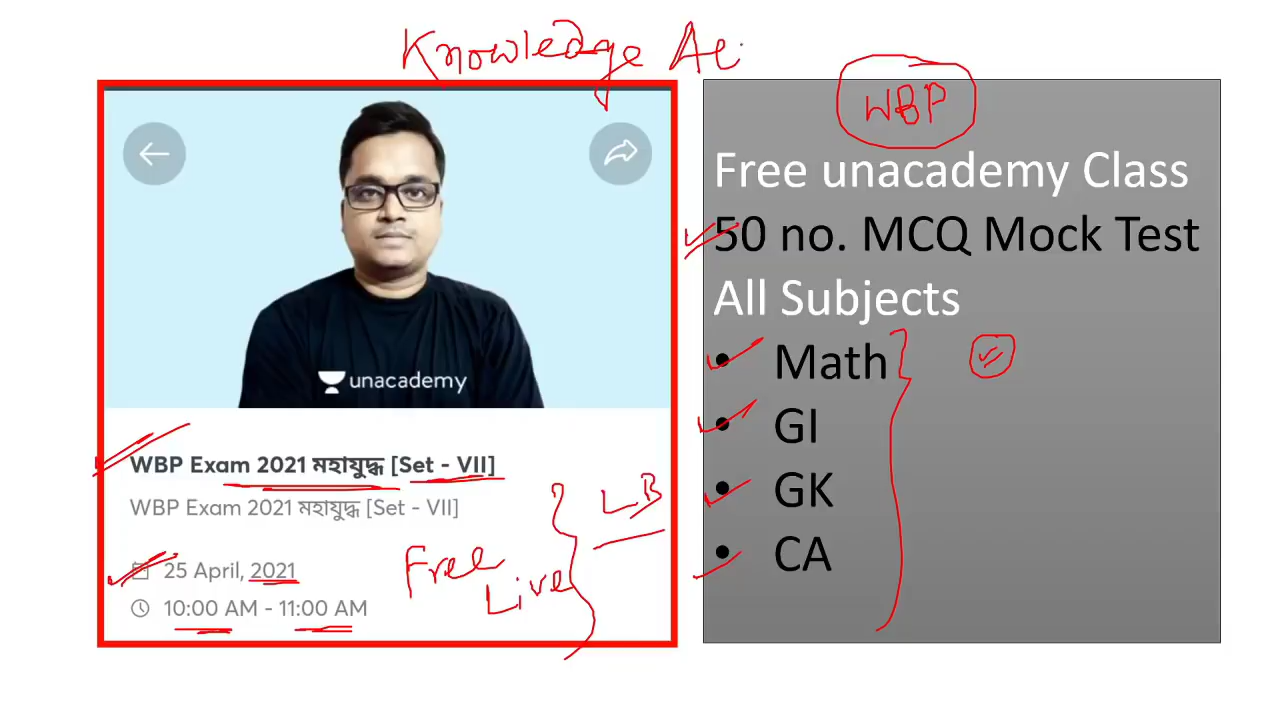 Knowledge Ac
unacademy
WBP Exam 2021 মহাযুদ্ধ [Set - VII]
WBP Exam 2021 মহাযুদ্ধ [Set - VII]
25 April, 2021
10:00 AM - 11:00 AM
Free
Live
LB
WBP
Free unacademy Class
50 no. MCQ Mock Test
All Subjects
• Math
• GI
• GK
• CA